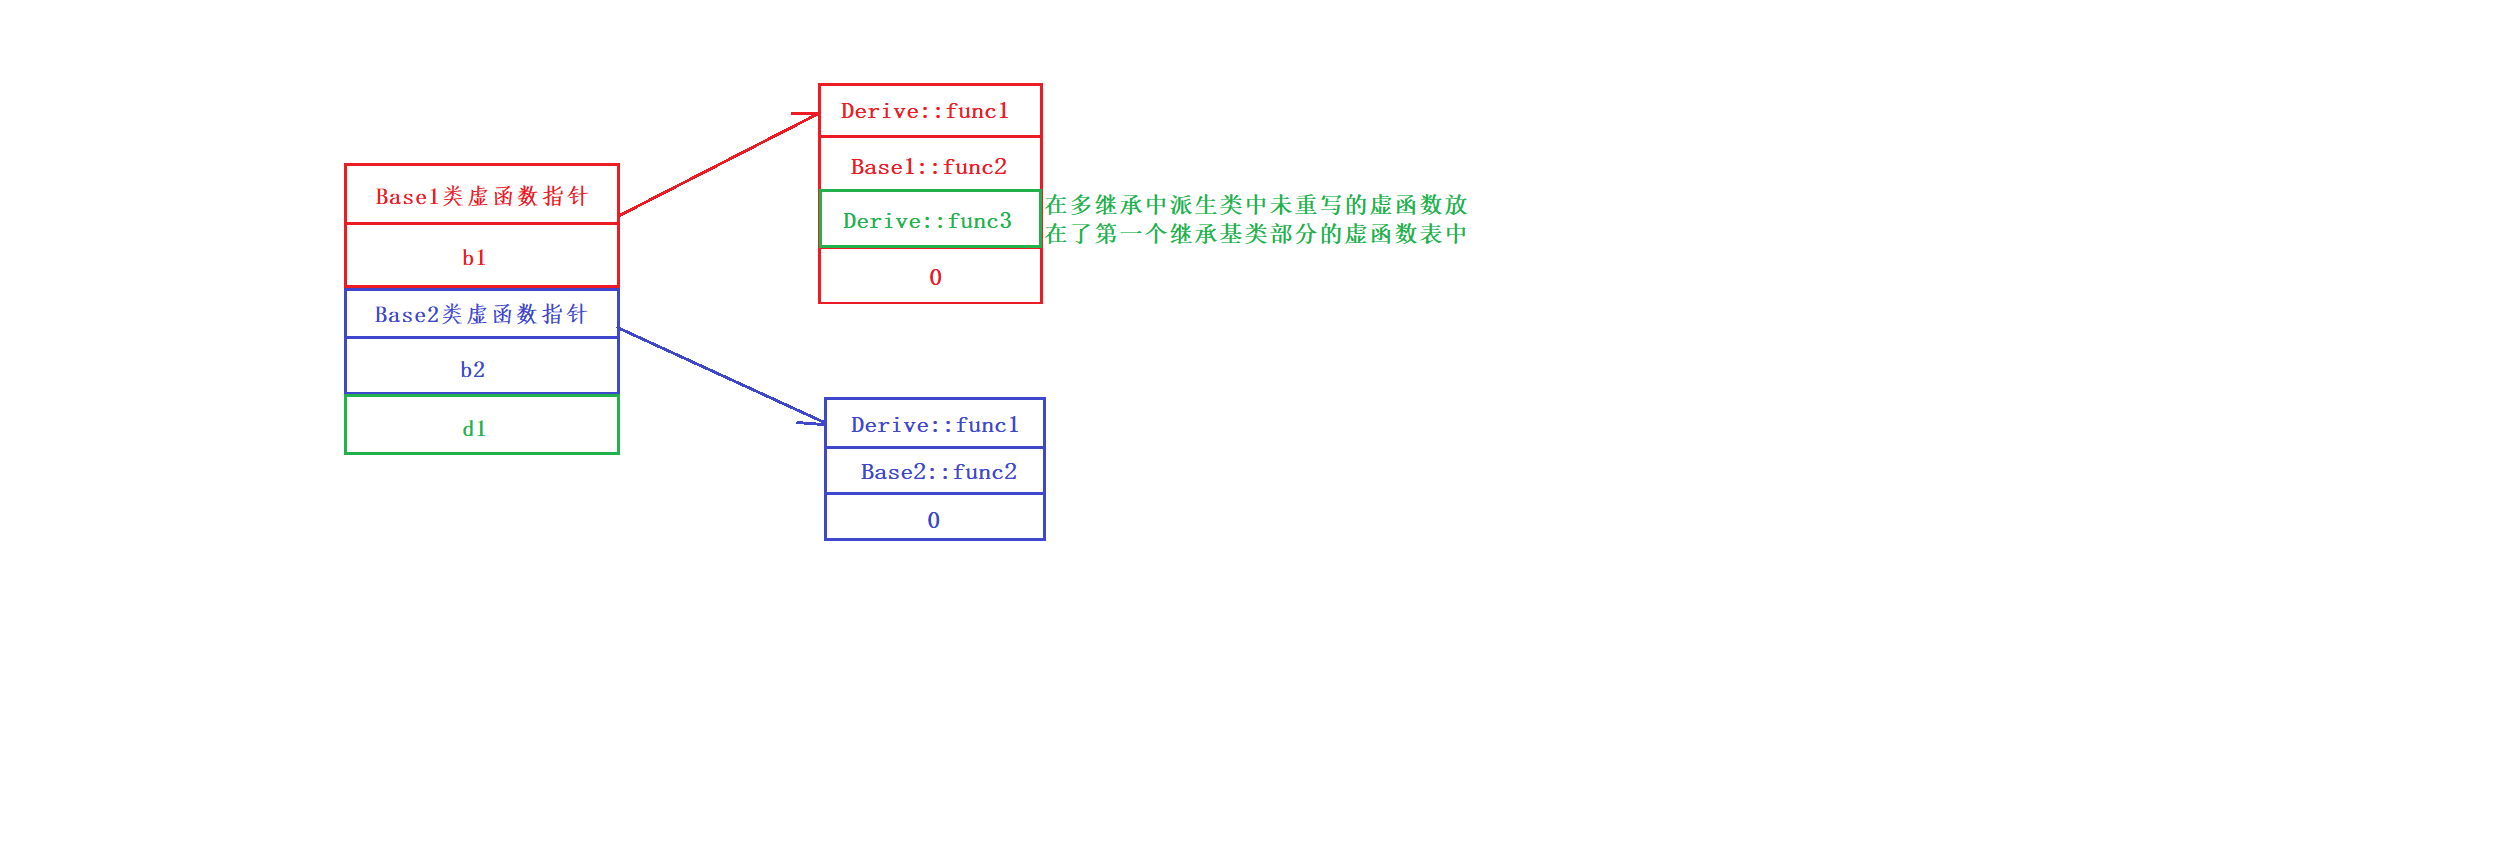 Base1类虚函数指针
b1
Base2类虚函数指针
b2
d1
Derive::func1
Base1::func2
Derive::func3
0
在多继承中派生类中未重写的虚函数放
在了第一个继承基类部分的虚函数表中
Derive::func1
Base2::func2
0